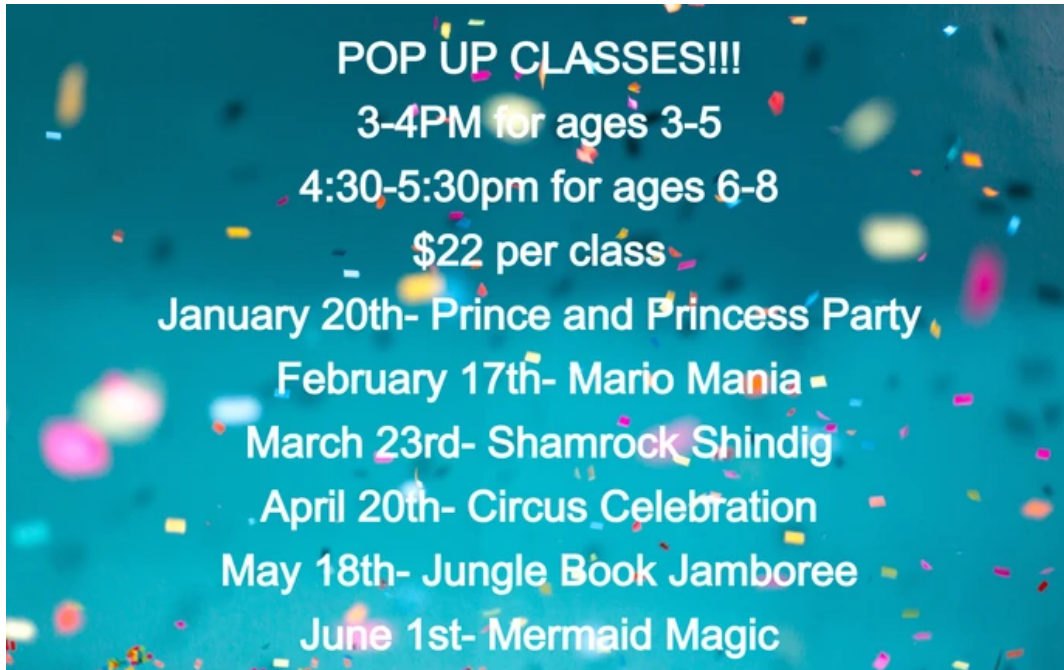 POP UP CLASSES!!!
3-4PM for ages 3-5
4:30-5:30pm for ages 6-8
$22 per class
January 20th- Prince and Princess Party
February 17th- Mario Mania
March 23rd- Shamrock Shindig
April 20th- Circus Celebration
May 18th- Jungle Book Jamboree
June 1st- Mermaid Magic